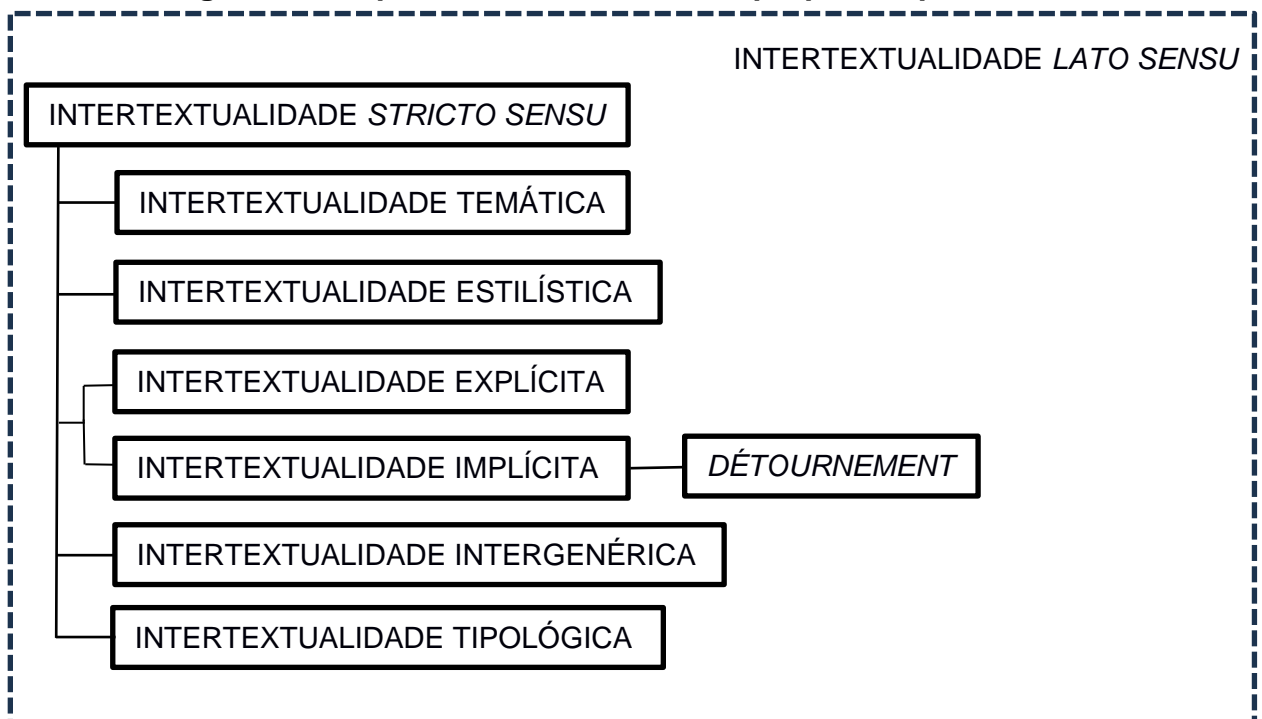 INTERTEXTUALIDADE LATO SENSU
INTERTEXTUALIDADE STRICTO SENSU
INTERTEXTUALIDADE TEMÁTICA
INTERTEXTUALIDADE ESTILÍSTICA
INTERTEXTUALIDADE EXPLÍCITA
INTERTEXTUALIDADE IMPLÍCITA
DÉTOURNEMENT
INTERTEXTUALIDADE INTERGENÉRICA
INTERTEXTUALIDADE TIPOLÓGICA